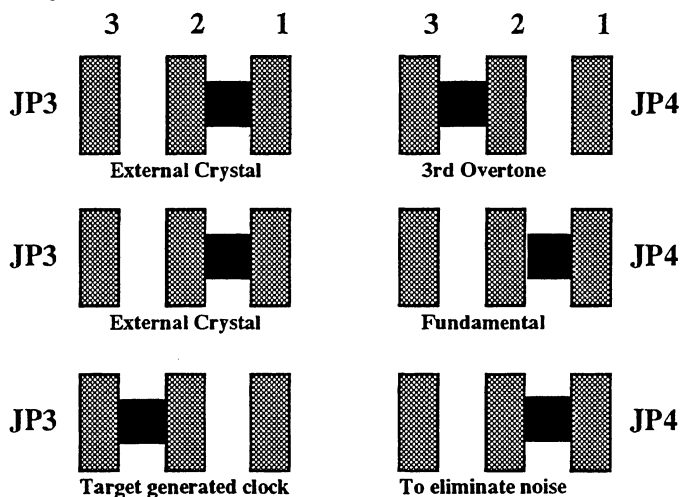 3 2 1 3 2 1
JP3 JP4
External Crystal 3rd Overtone
JP3 JP4
External Crystal Fundamental
JP3 JP4
Target generated clock To eliminate noise